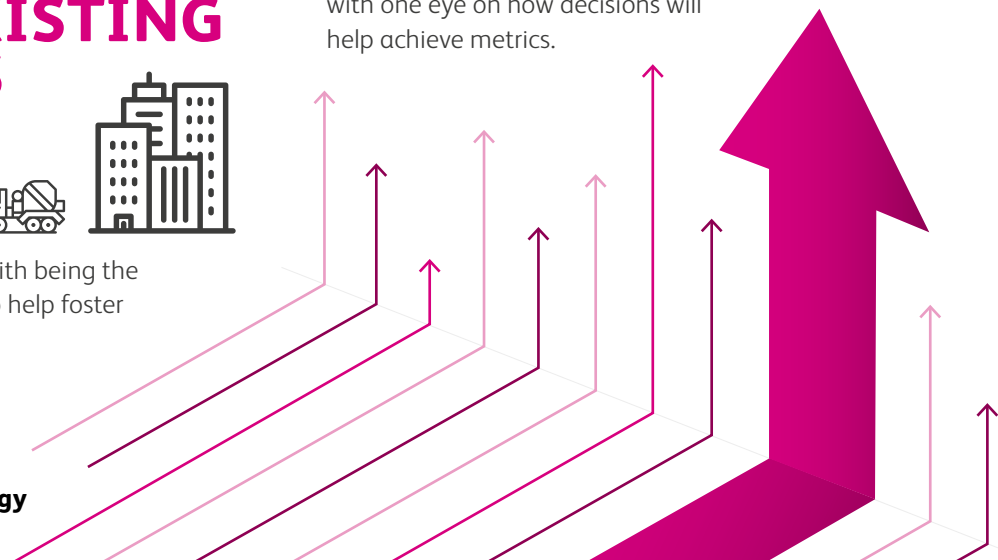 ISTING
S
with one eye on how decisions will
help achieve metrics.
ith being the
help foster
gy